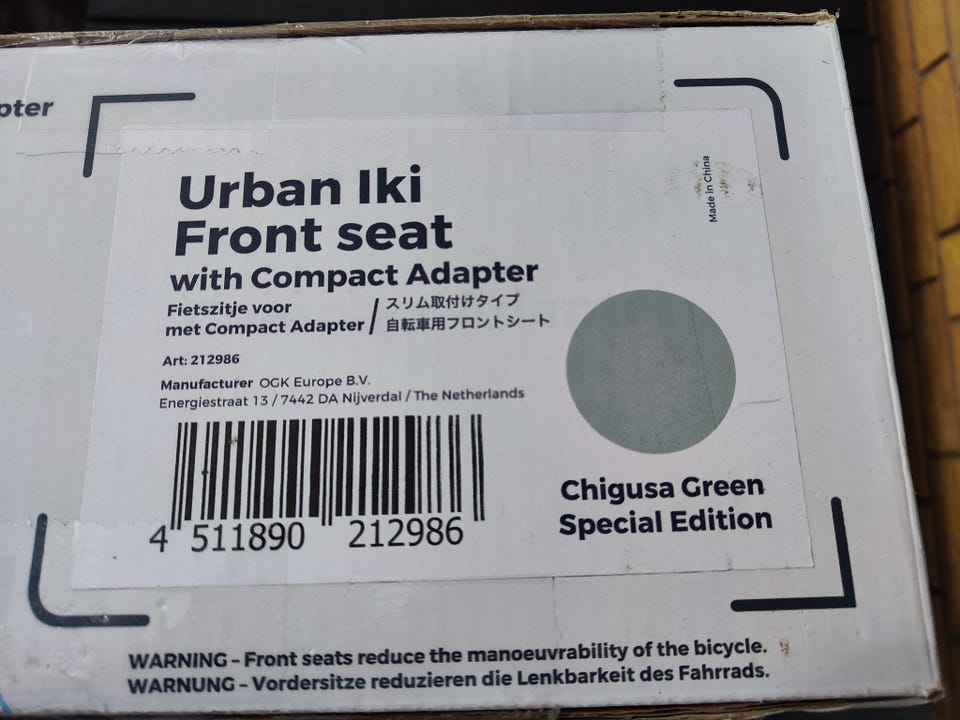 pter
Urban Iki
Front seat
with Compact Adapter
Fietszitje voor
met Compact Adapter
/
スリム取付けタイプ
自転車用フロントシート
Art: 212986
Manufacturer OGK Europe B.V.
Energiestraat 13 / 7442 DA Nijverdal / The Netherlands
4 511890 212986
Made in China
Chigusa Green
Special Edition
WARNING – Front seats reduce the manoeuvrability of the bicycle.
WARNUNG – Vordersitze reduzieren die Lenkbarkeit des Fahrrads.